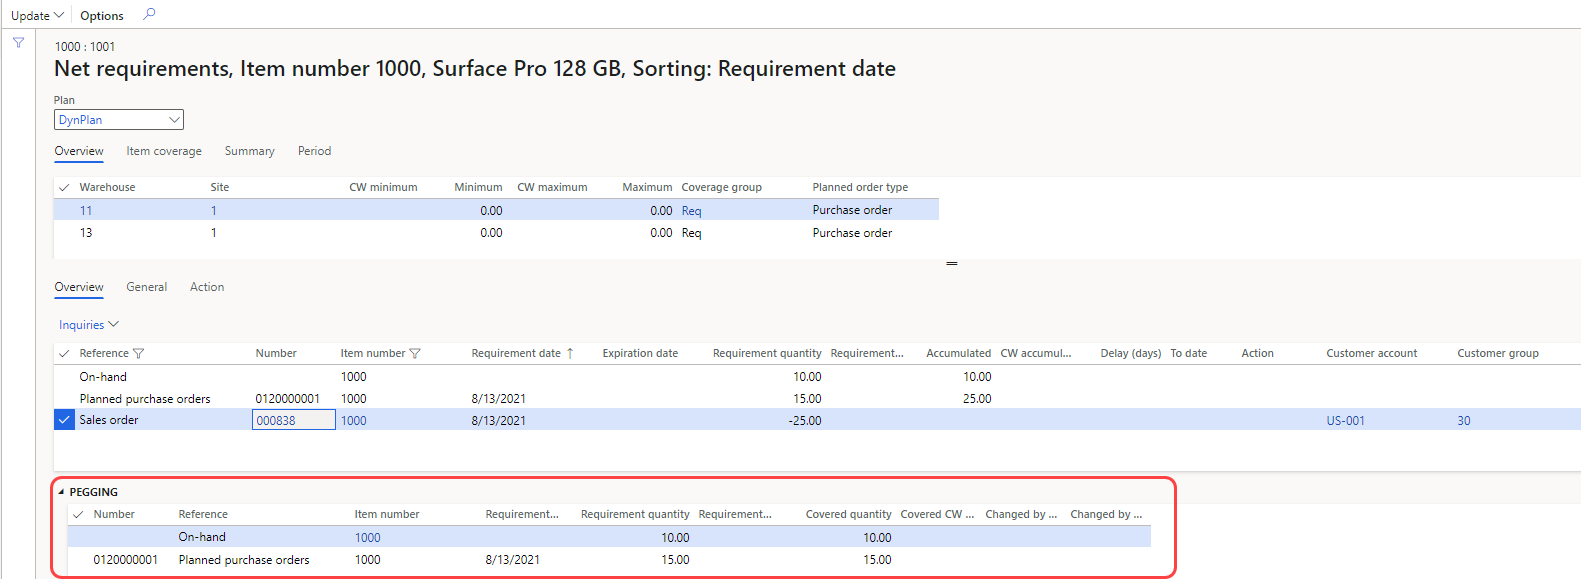 Update Options
1000 : 1001
Net requirements, Item number 1000, Surface Pro 128 GB, Sorting: Requirement date
Plan
DynPlan
Overview Item coverage Summary Period
Warehouse Site CW minimum Minimum CW maximum Maximum Coverage group Planned order type
11 1 0.00 0.00 Req Purchase order
13 1 0.00 0.00 Req Purchase order
Overview General Action
Inquiries
Reference Number Item number Requirement date Expiration date Requirement quantity Requirement... Accumulated CW accumul... Delay (days) To date Action Customer account Customer group
On-hand 1000 10.00 10.00
Planned purchase orders 0120000001 1000 8/13/2021 15.00 25.00
Sales order 000838 1000 8/13/2021 -25.00 US-001 30
PEGGING
Number Reference Item number Requirement... Requirement quantity Requirement... Covered quantity Covered CW ... Changed by ... Changed by ...
On-hand 1000 10.00 10.00
0120000001 Planned purchase orders 1000 8/13/2021 15.00 15.00